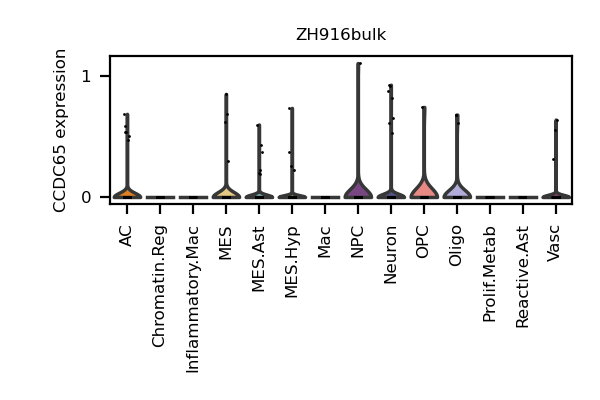 ZH916bulk
CCDC65 expression
1
0
AC
Chromatin.Reg
Inflammatory.Mac
MES
MES.Ast
MES.Hyp
Mac
NPC
Neuron
OPC
Oligo
Prolif.Metab
Reactive.Ast
Vasc